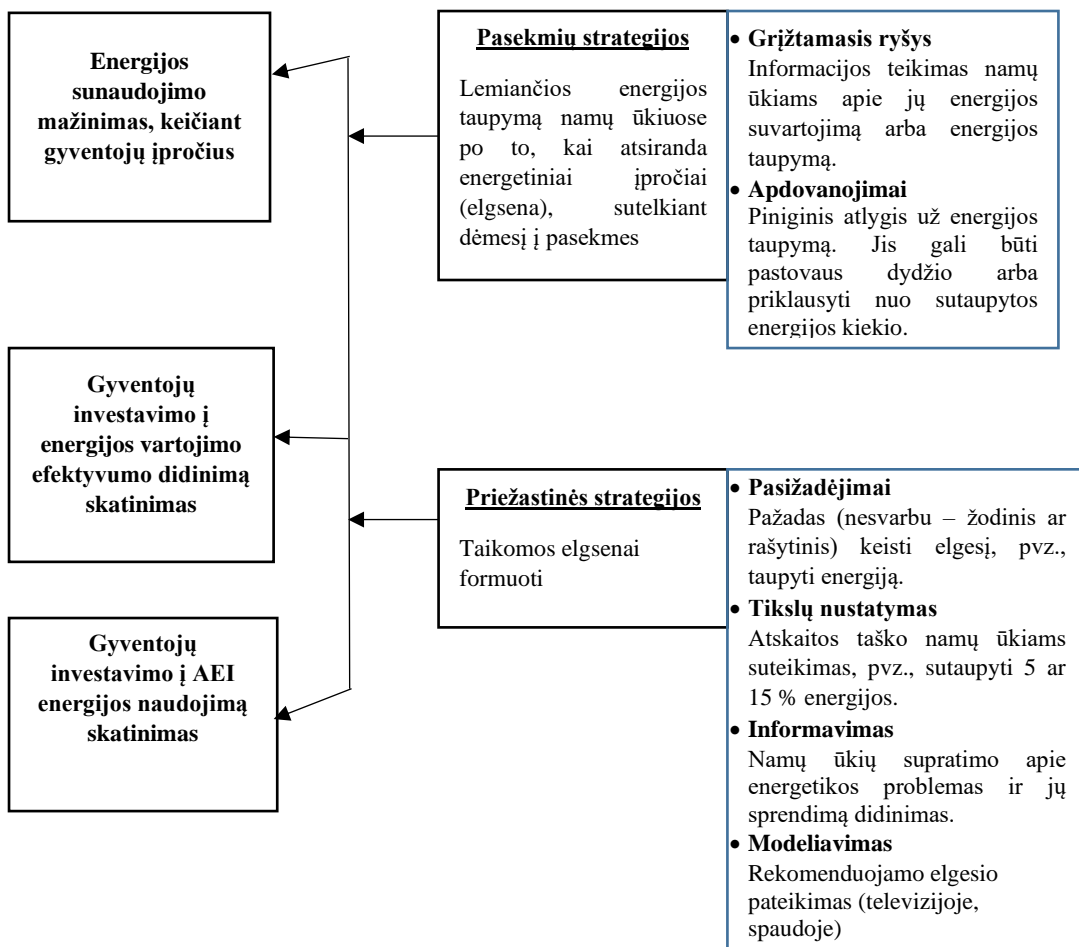 Energijos
sunaudojimo
mažinimas, keičiant
gyventojų įpročius
Gyventojų
investavimo į
energijos vartojimo
efektyvumo didinimą
skatinimas
Gyventojų
investavimo į AEI
energijos naudojimą
skatinimas
Pasekmių strategijos
Lemiančios energijos
taupymą namų ūkiuose
po to, kai atsiranda
energetiniai įpročiai
(elgsena), sutelkiant
dėmesį į pasekmes
• Grįžtamasis ryšys
Informacijos teikimas namų
ūkiams apie jų energijos
suvartojimą arba energijos
taupymą.
• Apdovanojimai
Piniginis atlygis už energijos
taupymą. Jis gali būti
pastovaus dydžio arba
priklausyti nuo sutaupytos
energijos kiekio.
Priežastinės strategijos
Taikomos elgsenai
formuoti
• Pasižadėjimai
Pažadas (nesvarbu – žodinis ar
rašytinis) keisti elgesį, pvz.,
taupyti energiją.
• Tikslų nustatymas
Atskaitos taško namų ūkiams
suteikimas, pvz., sutaupyti 5 ar
15 % energijos.
• Informavimas
Namų ūkių supratimo apie
energetikos problemas ir jų
sprendimą didinimas.
• Modeliavimas
Rekomenduojamo elgesio
pateikimas (televizijoje,
spaudoje)